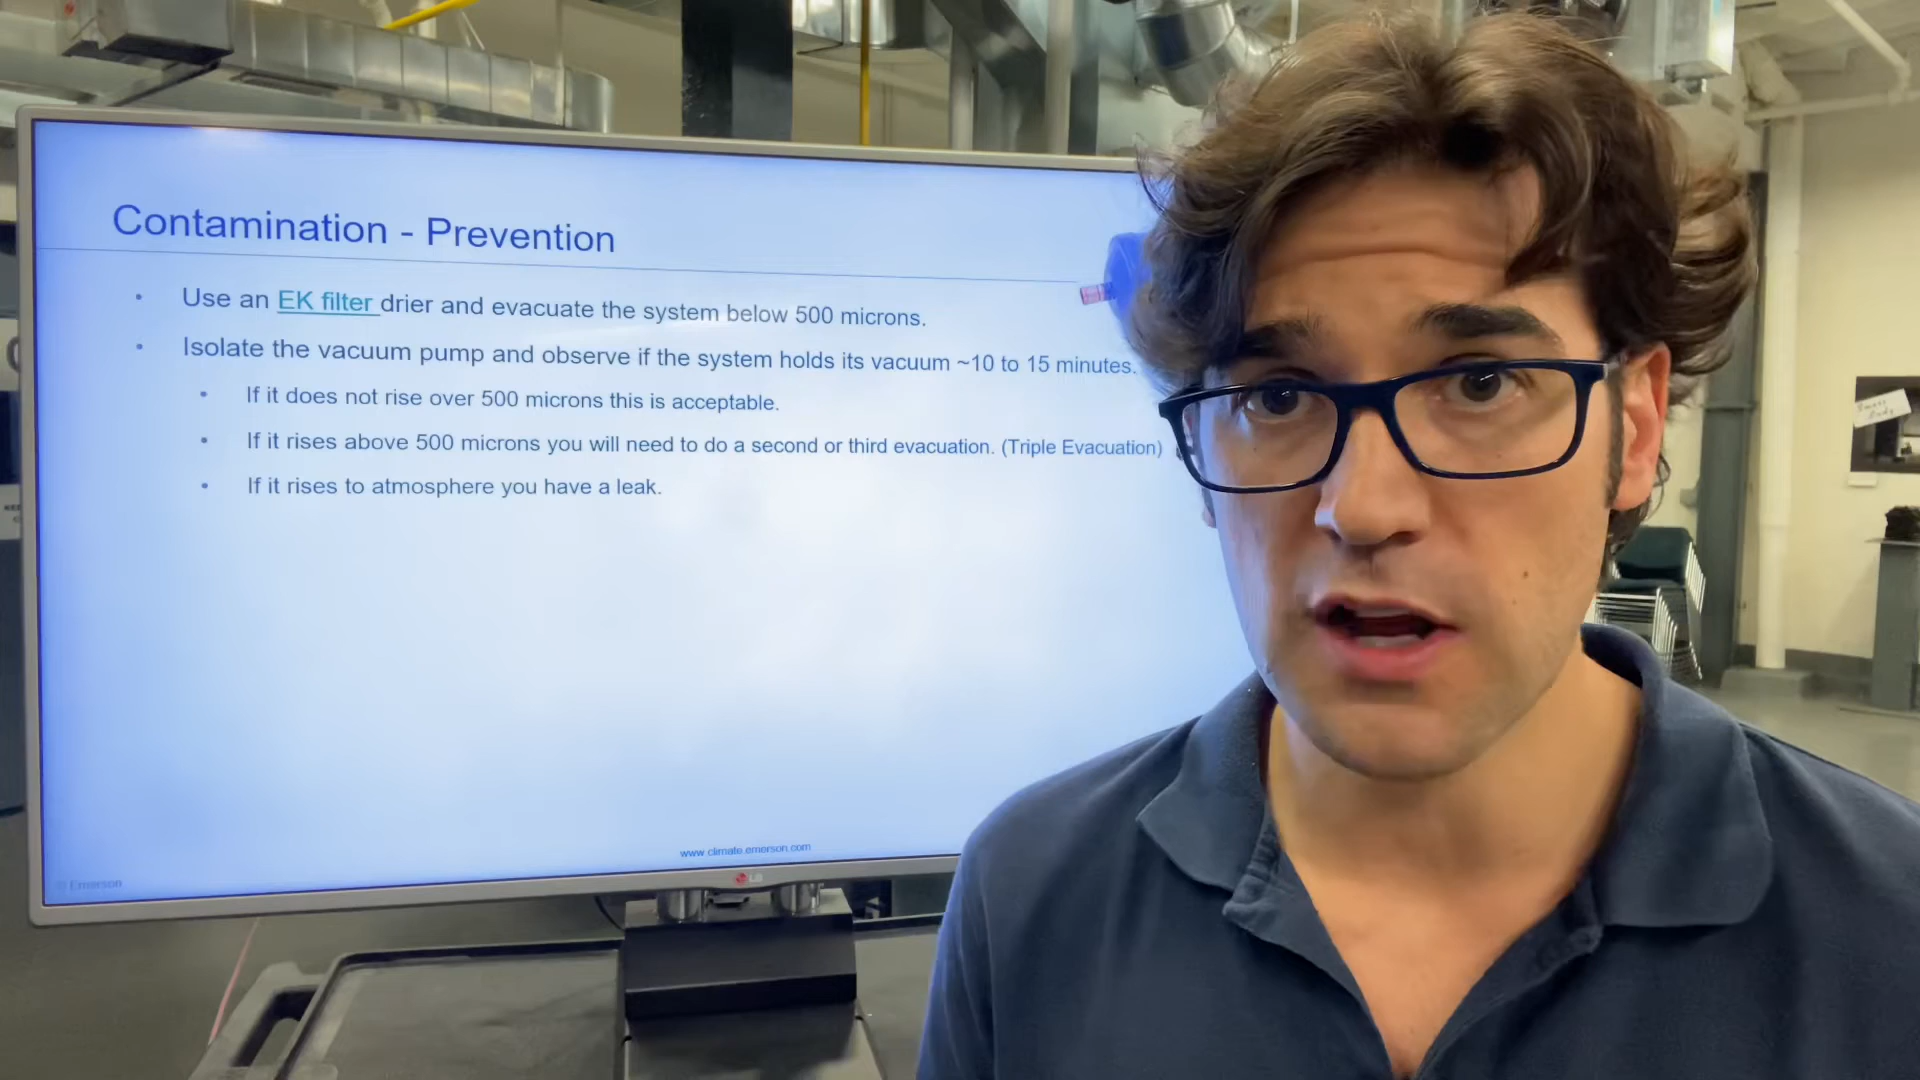 Contamination - Prevention
• Use an EK filter drier and evacuate the system below 500 microns.
• Isolate the vacuum pump and observe if the system holds its vacuum ~10 to 15 minutes.
• If it does not rise over 500 microns this is acceptable.
• If it rises above 500 microns you will need to do a second or third evacuation. (Triple Evacuation)
• If it rises to atmosphere you have a leak.
www.climate.emerson.com
Emerson
LG